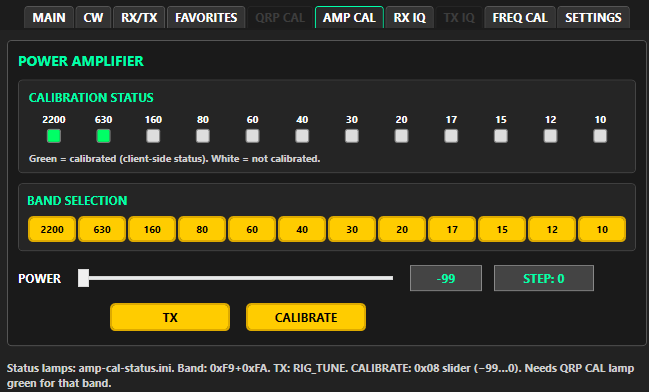 MAIN CW RX/TX FAVORITES QRP CAL AMP CAL RX IQ TX IQ FREQ CAL SETTINGS
POWER AMPLIFIER
CALIBRATION STATUS
2200 630 160 80 60 40 30 20 17 15 12 10
Green = calibrated (client-side status). White = not calibrated.
BAND SELECTION
2200 630 160 80 60 40 30 20 17 15 12 10
POWER -99 STEP: 0
TX CALIBRATE
Status lamps: amp-cal-status.ini. Band: 0xF9+0xFA. TX: RIG_TUNE. CALIBRATE: 0x08 slider (−99...0). Needs QRP CAL lamp
green for that band.